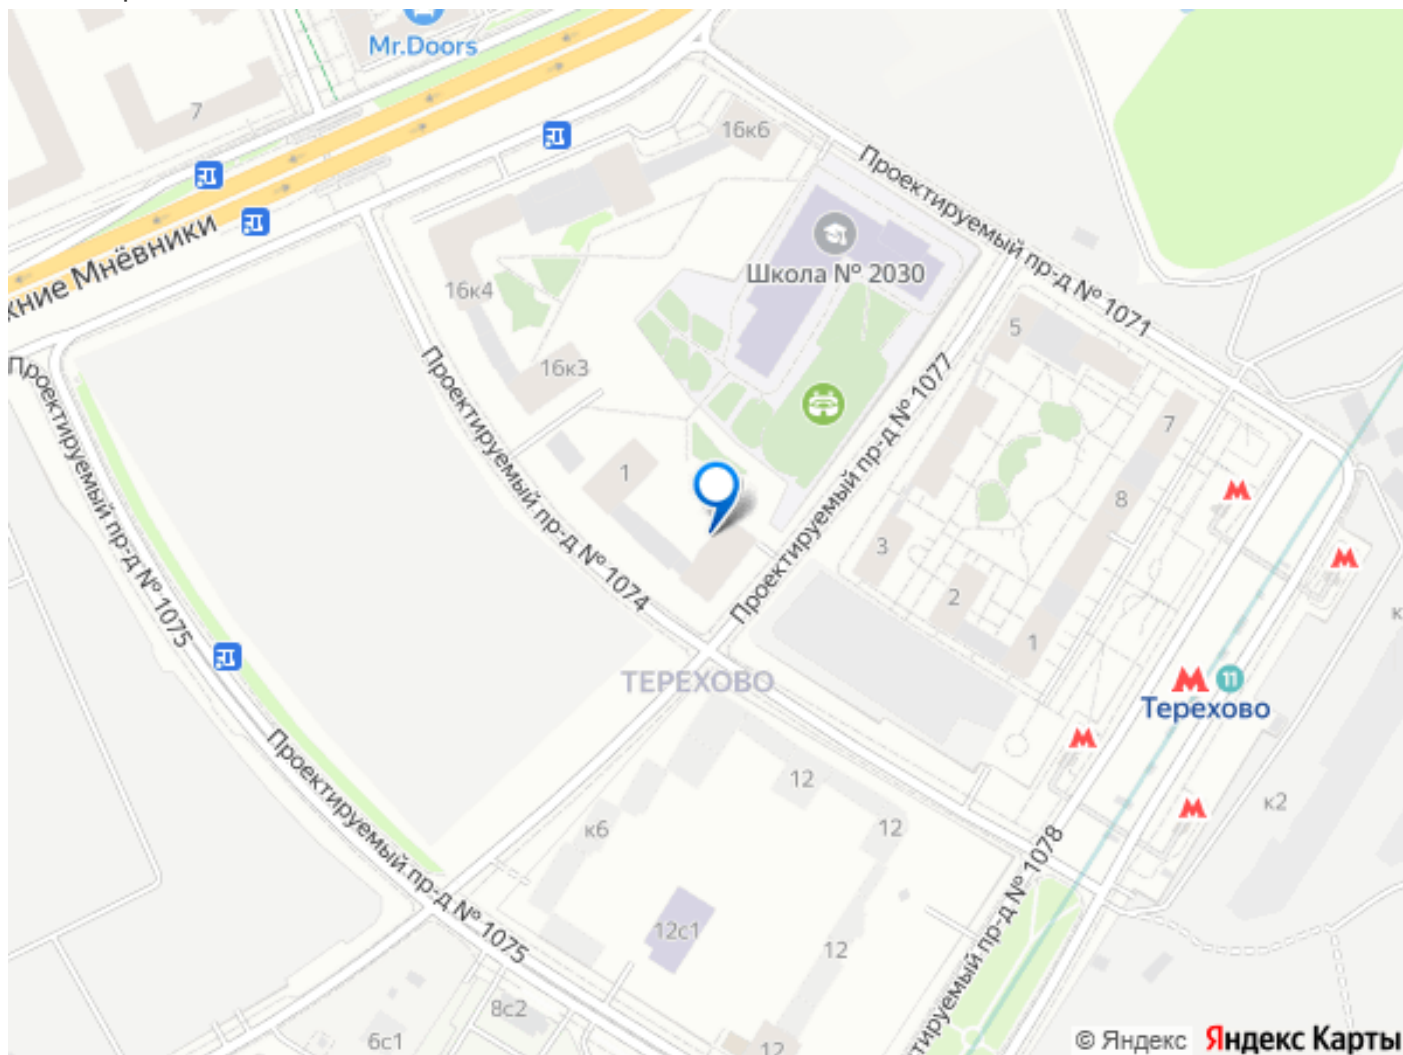 Mr.Doors
7
16к6
Проектируемый пр-д № 1071
жние Мнёвники
Школа № 2030
16к4
5
Проектируемый пр-д № 1075
Проектируемый пр-д № 1074
16к3
Проектируемый пр-д № 1077
7
1
8
3
2
1
ТЕРЕХОВО
11
Терехово
12
к2
к6
12
Проектируемый пр-д № 1075
тируемый пр-д № 1078
12с1
12
8с2
6с1
12
© Яндекс Яндекс Карты